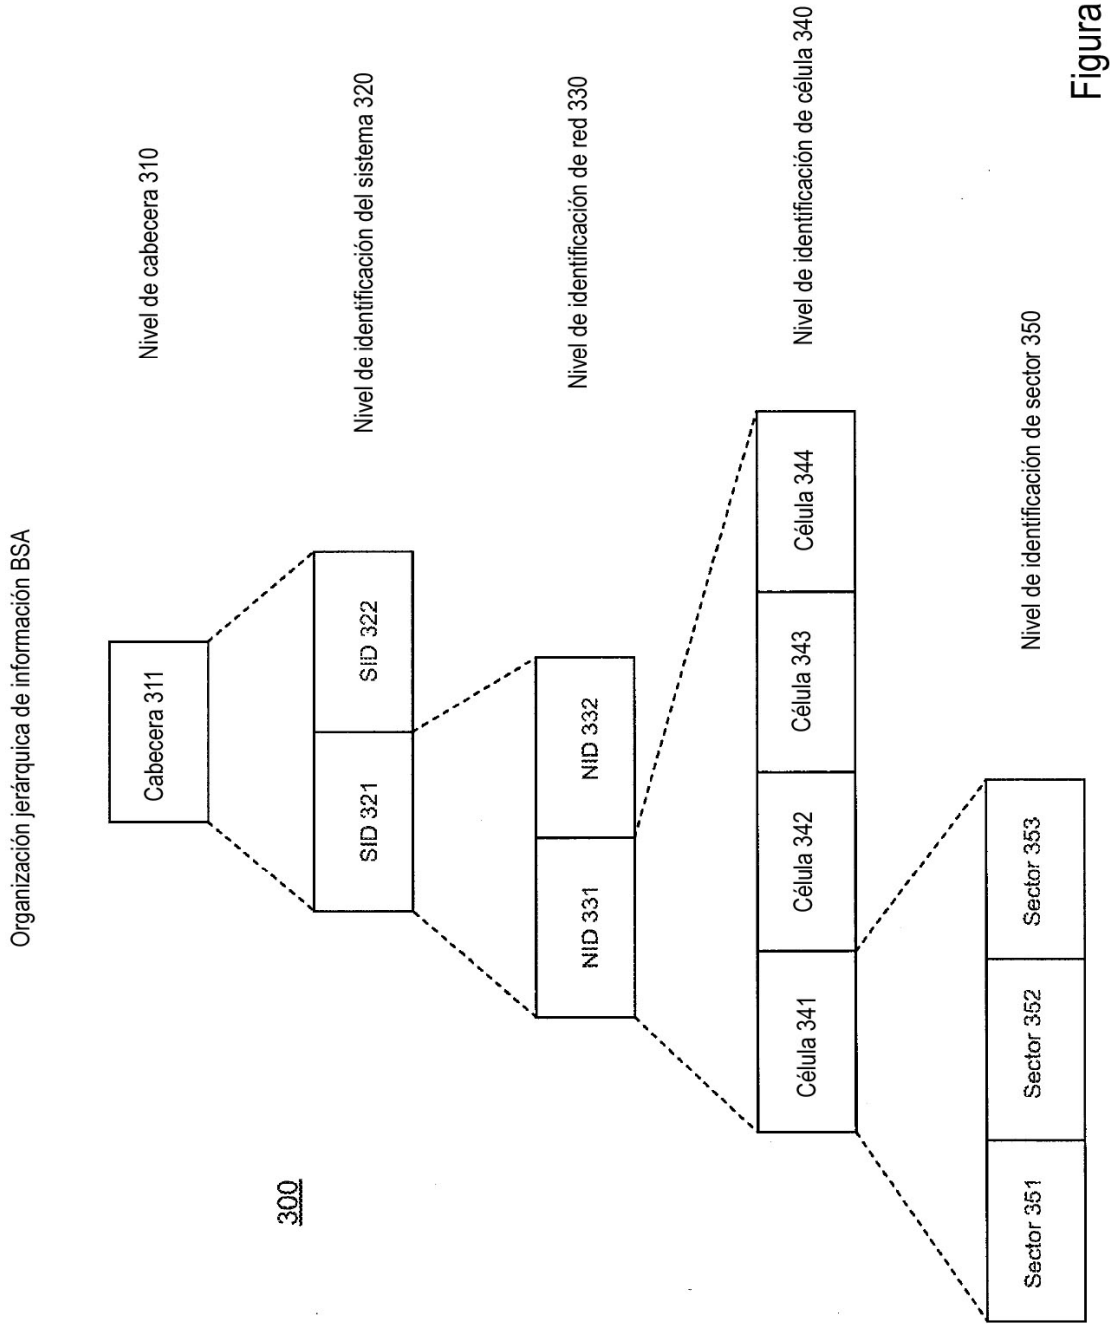 Organización jerárquica de información BSA
300
Cabecera 311
Nivel de cabecera 310
SID 321
SID 322
Nivel de identificación del sistema 320
NID 331
NID 332
Nivel de identificación de red 330
Célula 341
Célula 342
Célula 343
Célula 344
Nivel de identificación de célula 340
Sector 351
Sector 352
Sector 353
Nivel de identificación de sector 350
Figura